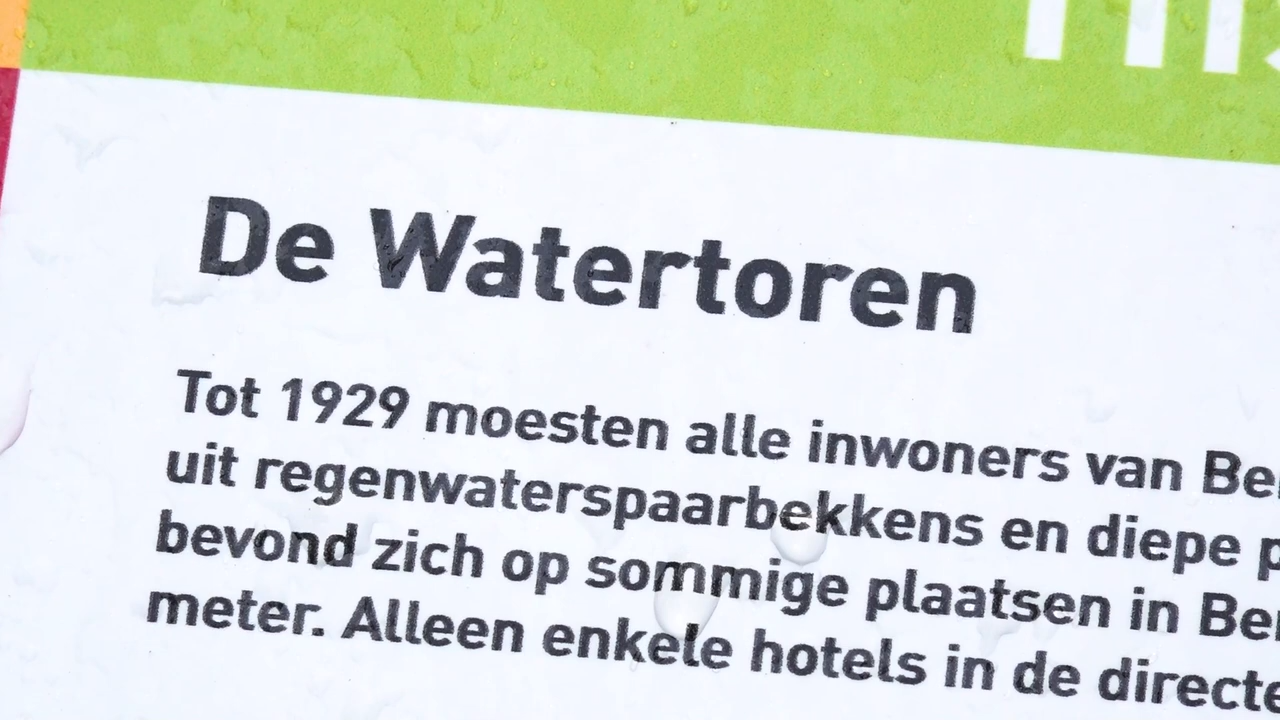 De Watertoren
Tot 1929 moesten alle inwoners van
uit regenwaterspaarbekkens en diepe
bevond zich op sommige plaatsen in
meter. Alleen enkele hotels in de directe